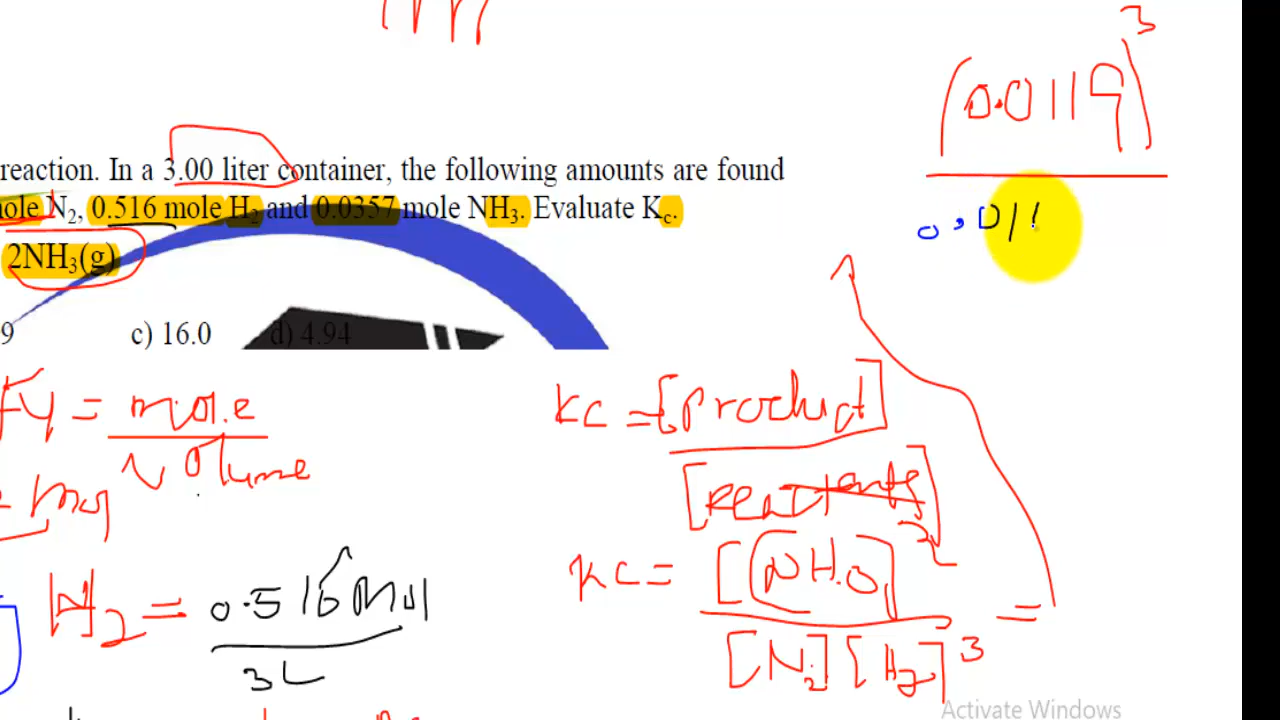 (0.0119)³
reaction. In a 3.00 liter container, the following amounts are found
ole N₂, 0.516 mole H₂ and 0.0357 mole NH₃. Evaluate Kc.
0.011
2NH₃(g)
9 c) 16.0 d) 4.94
= mole
Volume
kc = [product]
[reactants]
mol
kc = [NH3]² =
[N₂] [H₂]³
H₂ = 0.516 mol
3L
Activate Windows